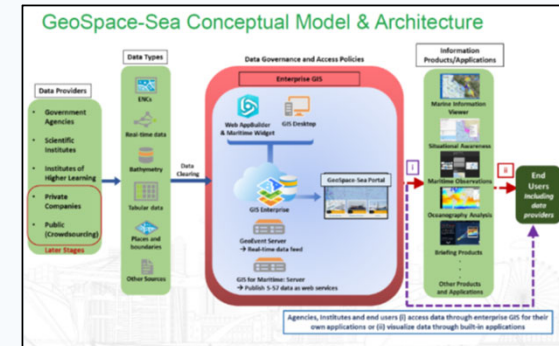 GeoSpace-Sea Conceptual Model & Architecture
Data Providers
• Government
Agencies
• Scientific
Institutes
• Institutes of
Higher Learning
• Private
Companies
• Public
(Crowdsourcing)
Later Stages
Data Types
ENCs
Real-time data
Bathymetry
Tabular data
Places and
boundaries
Other Sources
Data
Clearing
Data Governance and Access Policies
Enterprise GIS
Web AppBuilder
& Maritime Widget
GIS Desktop
GIS Enterprise
GeoSpace-Sea Portal
GeoEvent Server
→ Real-time data feed
GIS for Maritime: Server
→ Publish S-57 data as web services
Information
Products/Applications
Marine Information
Viewer
Situational Awareness
Maritime Observations
Oceanography Analysis
Briefing Products
.
.
.
Other Products
and Applications
i
ii
End
Users
including
data
providers
Agencies, Institutes and end users (i) access data through enterprise GIS for their
own applications or (ii) visualize data through built-in applications